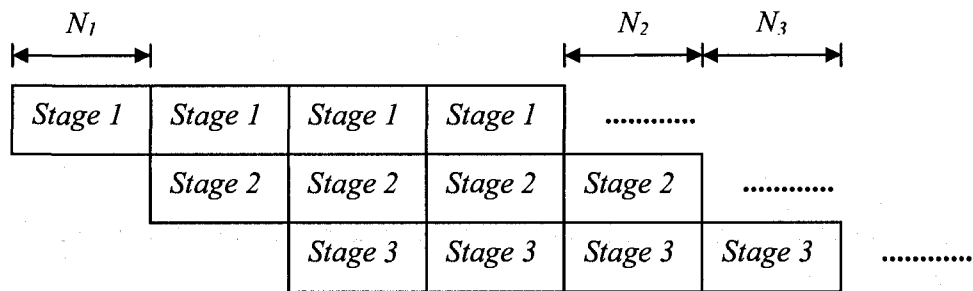 N1 N2 N3
Stage 1 Stage 1 Stage 1 Stage 1 ............
Stage 2 Stage 2 Stage 2 Stage 2 ............
Stage 3 Stage 3 Stage 3 Stage 3 ............